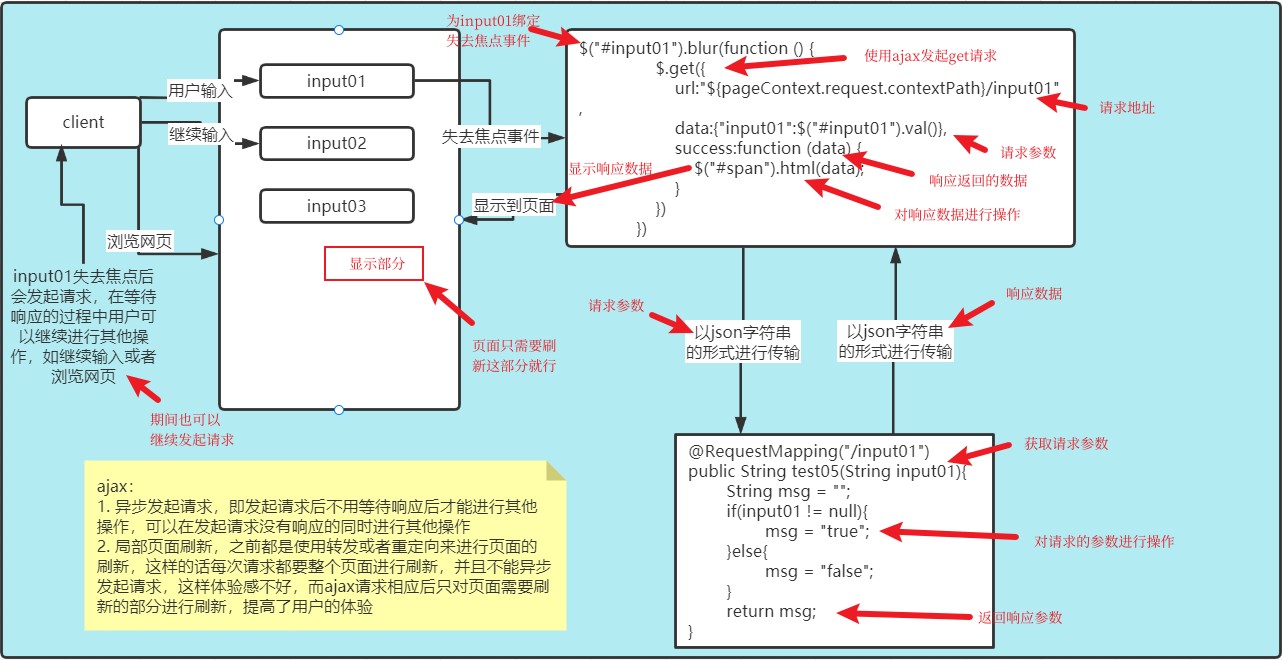 为input01绑定
失去焦点事件
client
用户输入
继续输入
浏览网页
input01
input02
input03
显示部分
页面只需要刷
新这部分就行
input01失去焦点后
会发起请求，在等待
响应的过程中用户可
以继续进行其他操
作，如继续输入或者
浏览网页
期间也可以
继续发起请求
失去焦点事件
显示响应数据
显示到页面
$("#input01").blur(function () {
$.get({
url:"${pageContext.request.contextPath}/input01"
,
data:{"input01":$("#input01").val()},
success:function (data) {
$("#span").html(data);
}
})
})
使用ajax发起get请求
请求地址
请求参数
响应返回的数据
对响应数据进行操作
请求参数
以json字符串
的形式进行传输
响应数据
以json字符串
的形式进行传输
@RequestMapping("/input01")
public String test05(String input01){
String msg = "";
if(input01 != null){
msg = "true";
}else{
msg = "false";
}
return msg;
}
获取请求参数
对请求的参数进行操作
返回响应参数
ajax：
1. 异步发起请求，即发起请求后不用等待响应后才能进行其他
操作，可以在发起请求没有响应的同时进行其他操作
2. 局部页面刷新，之前都是使用转发或者重定向来进行页面的
刷新，这样的话每次请求都要整个页面进行刷新，并且不能异步
发起请求，这样体验感不好，而ajax请求相应后只对页面需要刷
新的部分进行刷新，提高了用户的体验